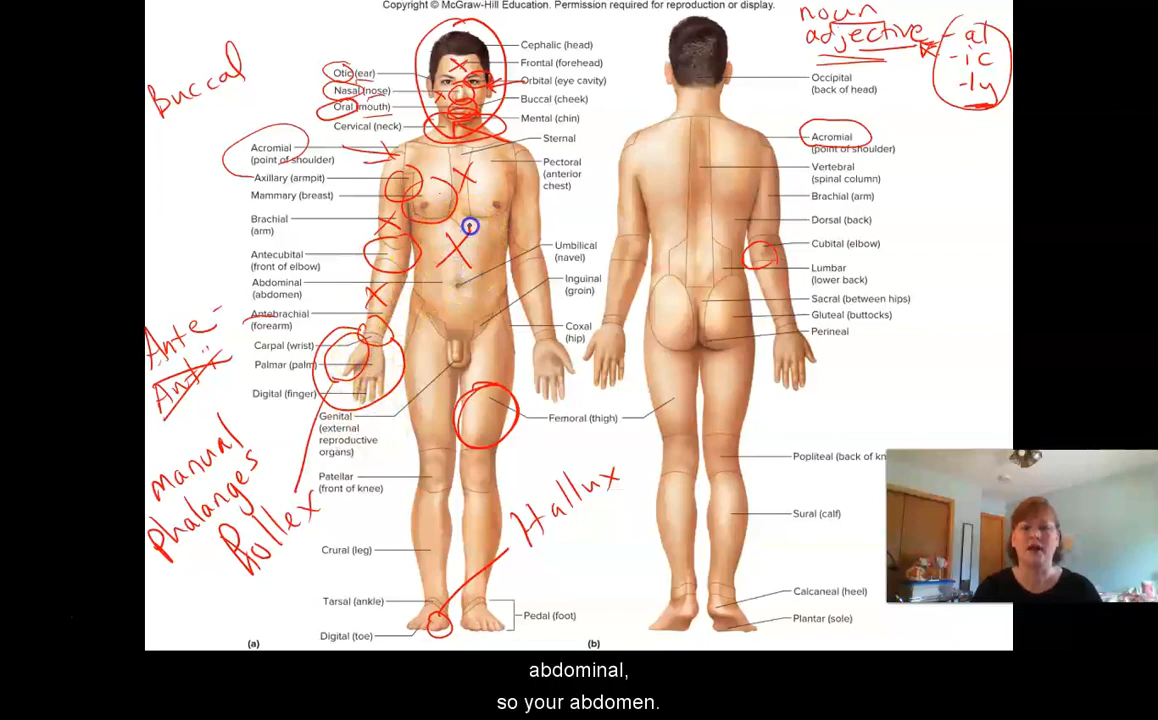 Copyright © McGraw-Hill Education. Permission required for reproduction or display.
noun
adjective
- al
- ic
- ly
Buccal
Cephalic (head)
Frontal (forehead)
Otic (ear)
Orbital (eye cavity)
Nasal (nose)
Buccal (cheek)
Oral (mouth)
Mental (chin)
Cervical (neck)
Sternal
Acromial
(point of shoulder)
Pectoral
(anterior
chest)
Axillary (armpit)
Mammary (breast)
Brachial
(arm)
Antecubital
(front of elbow)
Umbilical
(navel)
Abdominal
(abdomen)
Inguinal
(groin)
Antebrachial
(forearm)
Coxal
(hip)
Carpal (wrist)
Palmar (palm)
Digital (finger)
Genital
(external
reproductive
organs)
Femoral (thigh)
Patellar
(front of knee)
Crural (leg)
Tarsal (ankle)
Pedal (foot)
Digital (toe)
(a)
Occipital
(back of head)
Acromial
(point of shoulder)
Vertebral
(spinal column)
Brachial (arm)
Dorsal (back)
Cubital (elbow)
Lumbar
(lower back)
Sacral (between hips)
Gluteal (buttocks)
Perineal
Popliteal (back of kn
Sural (calf)
Calcaneal (heel)
Plantar (sole)
(b)
Ante-
Anti
manual
phalanges
Pollex
Hallux
abdominal,
so your abdomen.